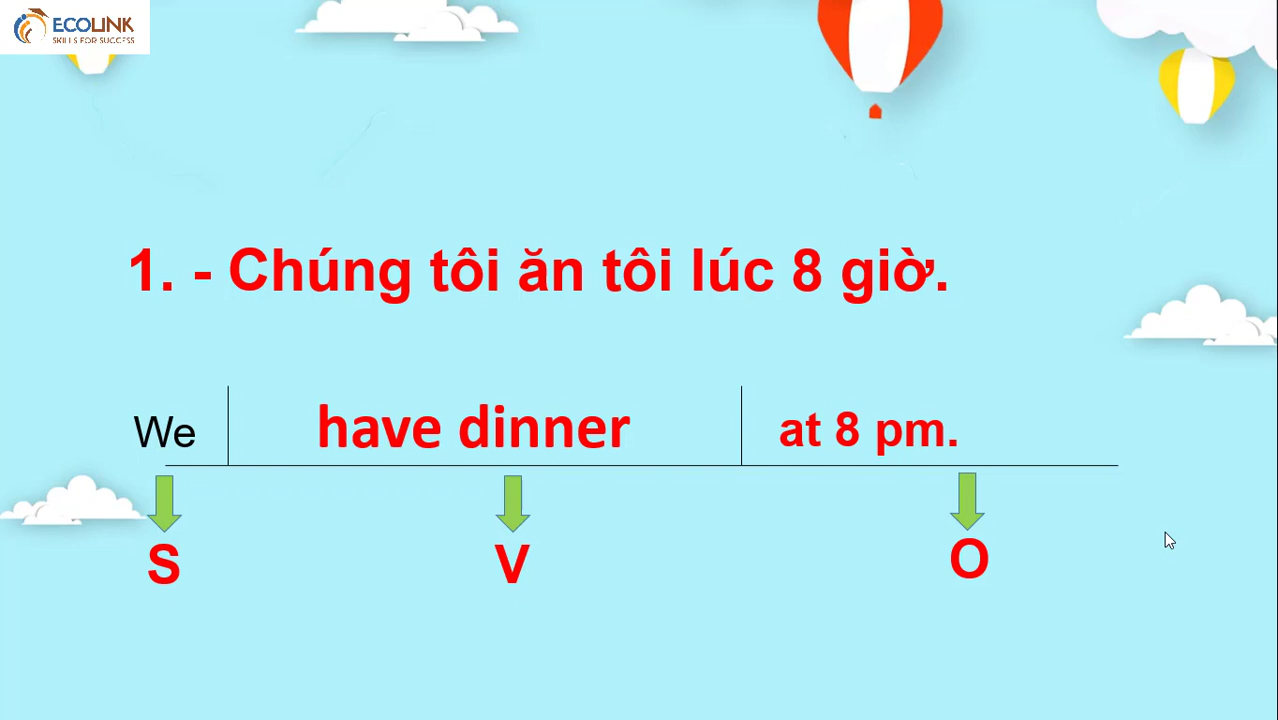 ECOLINK
SKILLS FOR SUCCESS
1. - Chúng tôi ăn tôi lúc 8 giờ.
We have dinner at 8 pm.
S V O